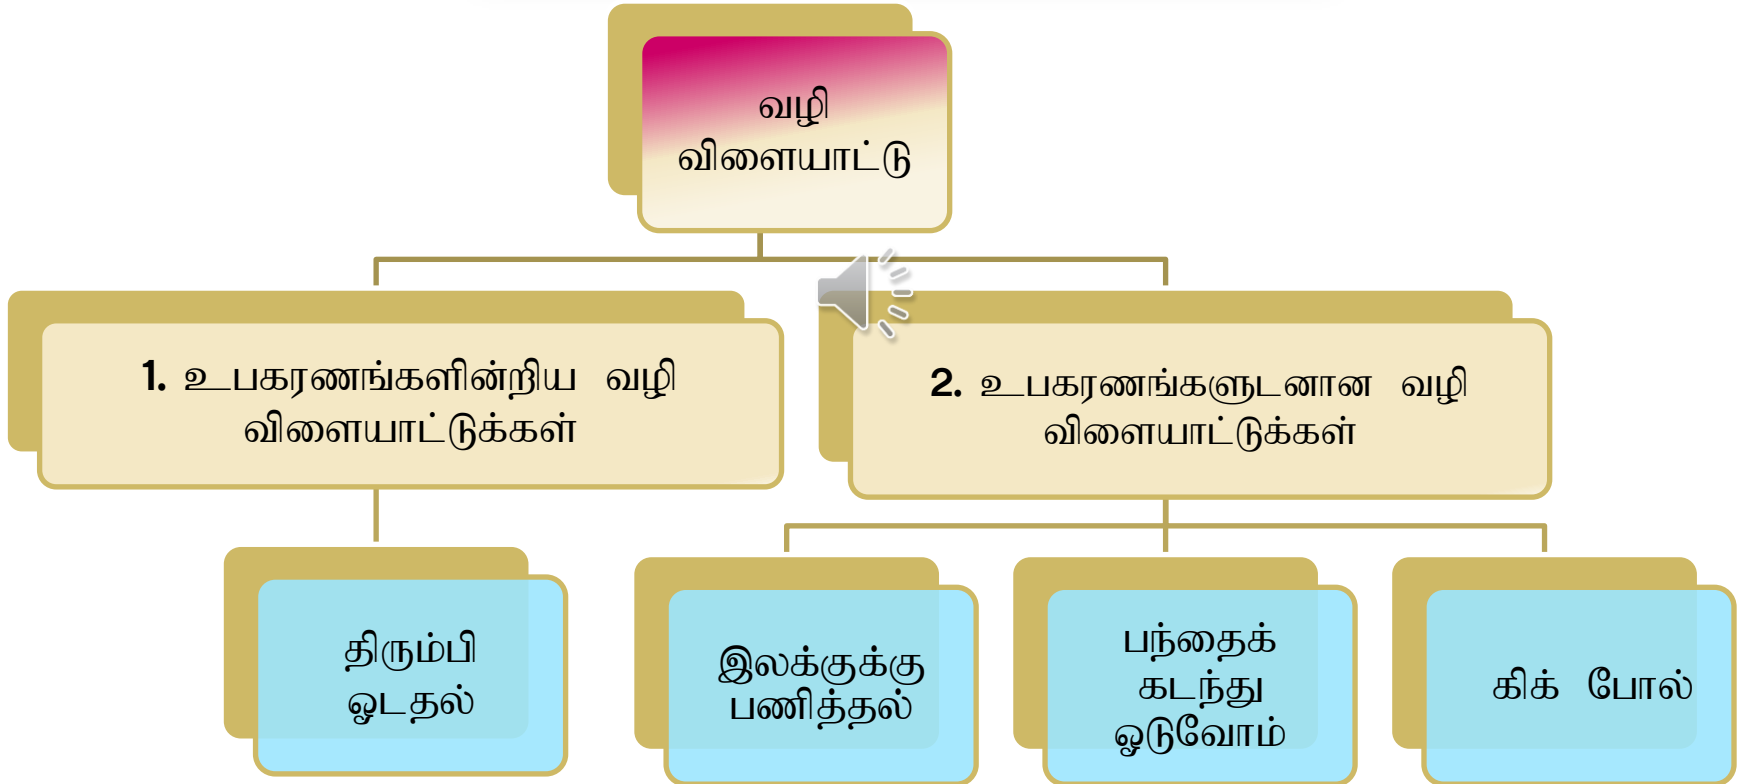 வழி
விளையாட்டு
1. உபகரணங்களின்றிய வழி
விளையாட்டுக்கள்
2. உபகரணங்களுடனான வழி
விளையாட்டுக்கள்
திரும்பி
ஓடதல்
இலக்குக்கு
பணித்தல்
பந்தைக்
கடந்து
ஓடுவோம்
கிக் போல்